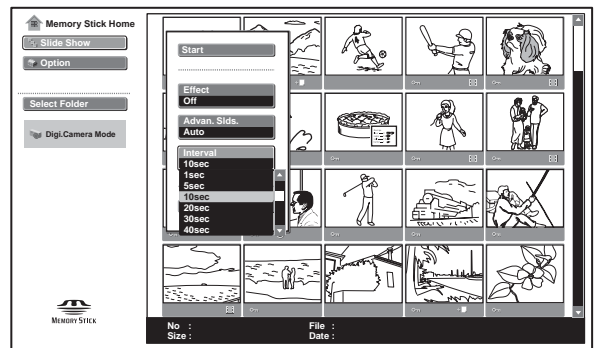 Memory Stick Home
Slide Show
Option
Select Folder
Digi.Camera Mode
MEMORY STICK
Start
Effect
Off
Advan. Slds.
Auto
Interval
10sec
1sec
5sec
10sec
20sec
30sec
40sec
No :
File :
Size :
Date :